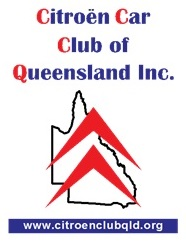 Citroën Car
Club of
Queensland Inc.
www.citroenclubqld.org